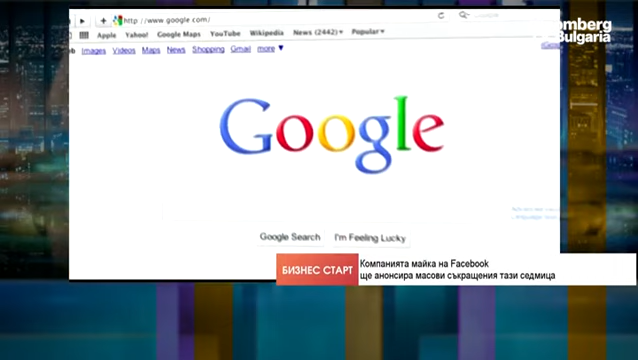 http://www.google.com/
Google
Bloomberg
Bulgaria
Apple Yahoo! Google Maps YouTube Wikipedia News (2442) Popular
Images Videos Maps News Shopping Gmail more
Google
Google Search I'm Feeling Lucky
БИЗНЕС СТАРТ
Компанията майка на Facebook
ще анонсира масови съкращения тази седмица